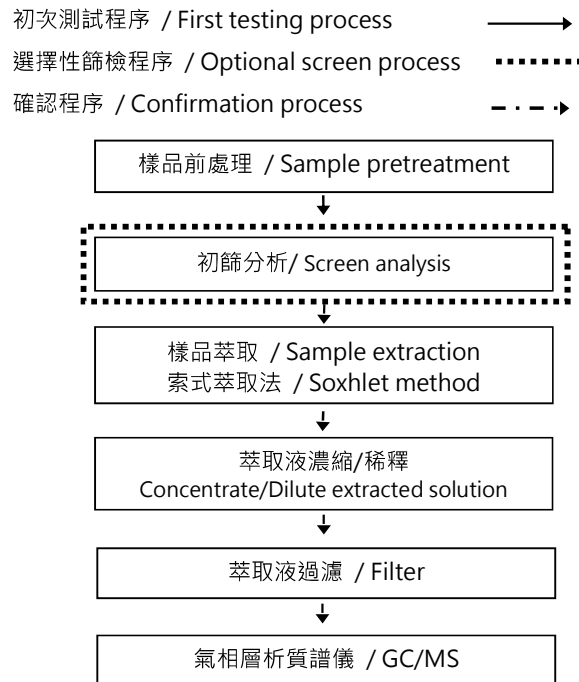 初次測試程序 / First testing process
選擇性篩檢程序 / Optional screen process
確認程序 / Confirmation process
樣品前處理 / Sample pretreatment
初篩分析/ Screen analysis
樣品萃取 / Sample extraction
索式萃取法 / Soxhlet method
萃取液濃縮/稀釋
Concentrate/Dilute extracted solution
萃取液過濾 / Filter
氣相層析質譜儀 / GC/MS